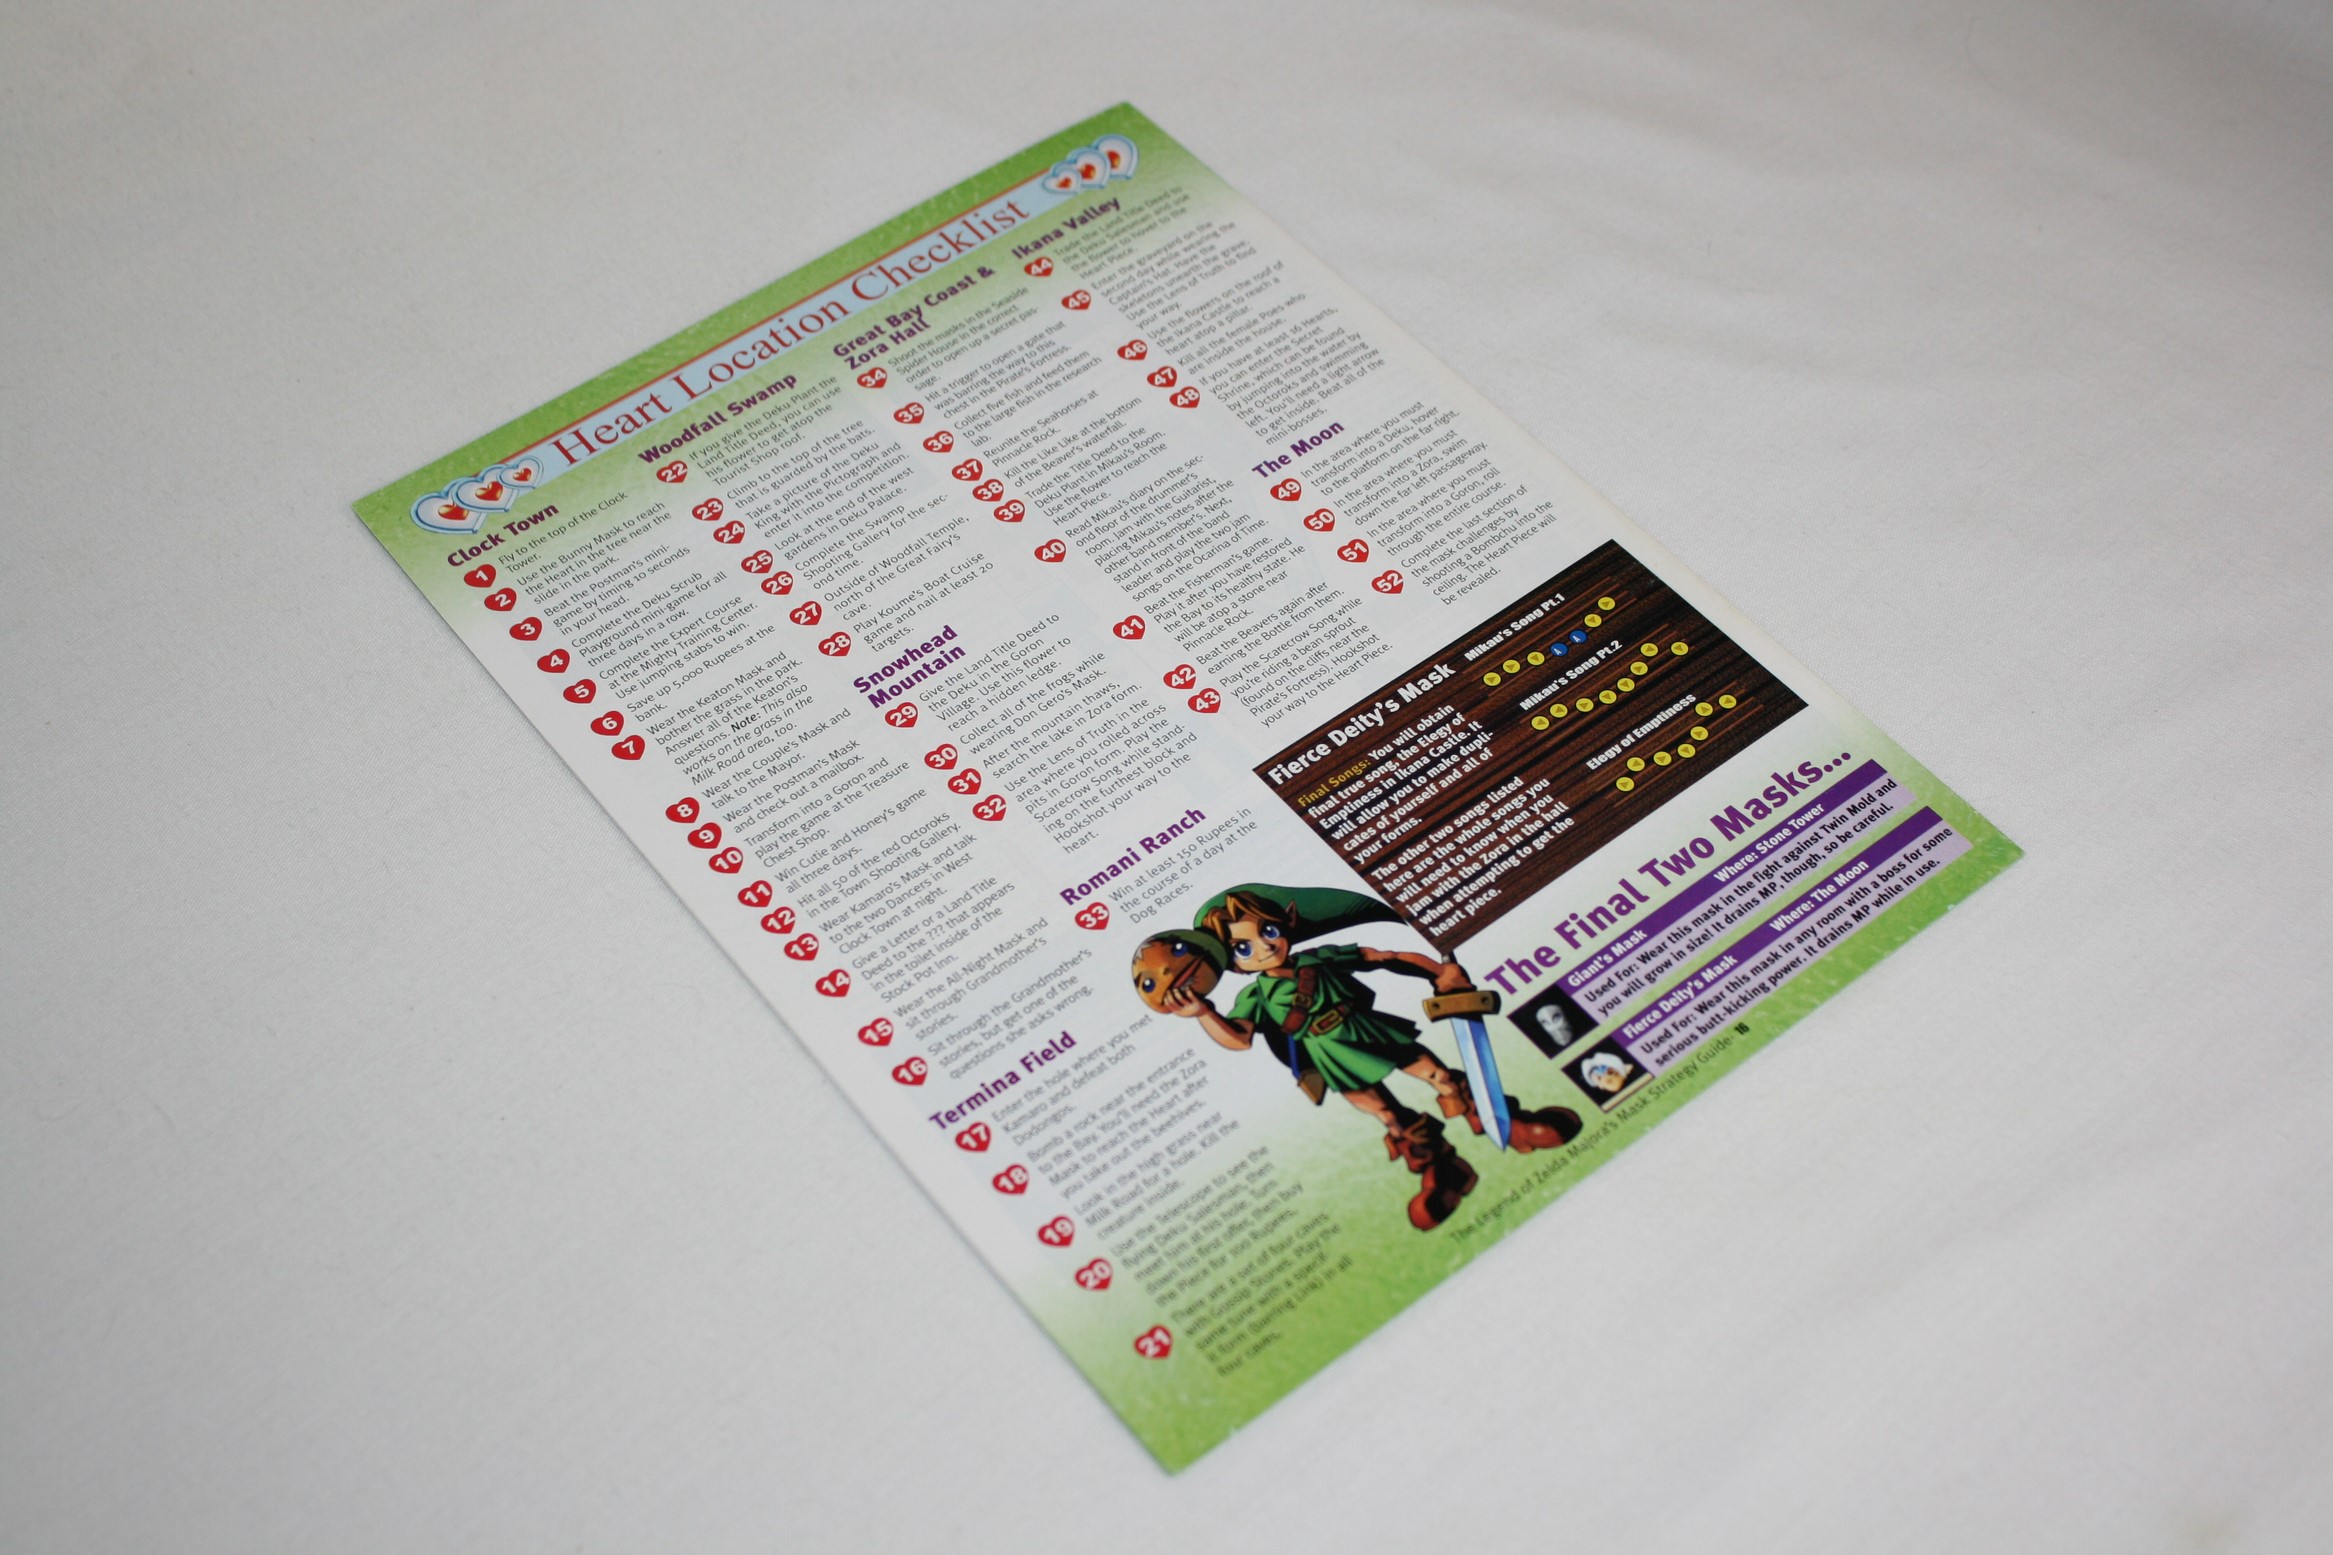 Heart Location Checklist
Clock Town
1 Fly to the top of the Clock
Tower.
2 Use the Bunny Mask to reach
the Heart in the tree near the
slide in the park.
3 Beat the Postman's mini-
game by timing 10 seconds
in your head.
4 Complete the Deku Scrub
Playground mini-game for all
three days in a row.
5 Complete the Expert Course
at the Mighty Training Center.
Use jumping stabs to win.
6 Save up 5,000 Rupees at the
bank.
7 Wear the Keaton Mask and
bother the grass in the park.
Answer all of the Keaton's
questions. Note: This also
works on the grass in the
Milk Road area, too.
8 Wear the Couple's Mask and
talk to the Mayor.
9 Wear the Postman's Mask
and check out a mailbox.
10 Transform into a Goron and
play the game at the Treasure
Chest Shop.
11 Win Cutie and Honey's game
all three days.
12 Hit all 50 of the red Octoroks
in the Town Shooting Gallery.
13 Wear Kamaro's Mask and talk
to the two Dancers in West
Clock Town at night.
14 Give a Letter or a Land Title
Deed to the ??? that appears
in the toilet inside of the
Stock Pot Inn.
15 Wear the All-Night Mask and
sit through Grandmother's
stories.
16 Sit through the Grandmother's
stories, but get one of the
questions she asks wrong.
Termina Field
17 Enter the hole where you met
Kamaro and defeat both
Dodongos.
18 Bomb a rock near the entrance
to the Bay. You'll need the Zora
Mask to reach the Heart after
you take out the beehives.
19 Look in the high grass near
Milk Road for a hole. Kill the
creature inside.
20 Use the Telescope to see the
flying Deku Salesman, then
meet him at his hole. Turn
down his first offer, then buy
the Piece for 100 Rupees.
21 There are a set of four caves
with Gossip Stones. Play the
same tune with a special
form (barring Link) in all
four caves.
Woodfall Swamp
22 If you give the Deku Plant the
Land Title Deed, you can use
his flower to get atop the
Tourist Shop roof.
23 Climb to the top of the tree
that is guarded by the bats.
24 Take a picture of the Deku
King with the Pictograph and
enter it into the competition.
25 Look at the end of the west
gardens in Deku Palace.
26 Complete the Swamp
Shooting Gallery for the sec-
ond time.
27 Outside of Woodfall Temple,
north of the Great Fairy's
cave.
28 Play Koume's Boat Cruise
game and nail at least 20
targets.
Snowhead
Mountain
29 Give the Land Title Deed to
the Deku in the Goron
Village. Use this flower to
reach a hidden ledge.
30 Collect all of the frogs while
wearing Don Gero's Mask.
31 After the mountain thaws,
search the lake in Zora form.
32 Use the Lens of Truth in the
area where you rolled across
pits in Goron form. Play the
Scarecrow Song while stand-
ing on the furthest block and
Hookshot your way to the
heart.
Romani Ranch
33 Win at least 150 Rupees in
the course of a day at the
Dog Races.
Great Bay Coast &
Zora Hall
34 Shoot the masks in the Seaside
Spider House in the correct
order to open up a secret pas-
sage.
35 Hit a trigger to open a gate that
was barring the way to this
chest in the Pirate's Fortress.
36 Collect five fish and feed them
to the large fish in the research
lab.
37 Reunite the Seahorses at
Pinnacle Rock.
38 Kill the Like Like at the bottom
of the Beaver's waterfall.
39 Trade the Title Deed to the
Deku Plant in Mikau's Room.
Use the flower to reach the
Heart Piece.
40 Read Mikau's diary on the sec-
ond floor of the drummer's
room. Jam with the Guitarist,
placing Mikau's notes after the
other band member's. Next,
stand in front of the band
leader and play the two jam
songs on the Ocarina of Time.
41 Beat the Fisherman's game.
Play it after you have restored
the Bay to its healthy state. He
will be atop a stone near
Pinnacle Rock.
42 Beat the Beavers again after
earning the Bottle from them.
43 Play the Scarecrow Song while
you're riding a bean sprout
(found on the cliffs near the
Pirate's Fortress). Hookshot
your way to the Heart Piece.
Ikana Valley
44 Trade the Land Title Deed to
the Deku Salesman and use
the flower to hover to the
Heart Piece.
45 Enter the graveyard on the
second day while wearing the
Captain's Hat. Have the
skeletons unearth the grave.
Use the Lens of Truth to find
your way.
46 Use the flowers on the roof of
the Ikana Castle to reach a
heart atop a pillar.
47 Kill all the female Poes who
are inside the house.
48 If you have at least 16 Hearts,
you can enter the Secret
Shrine, which can be found
by jumping into the water by
the Octoroks and swimming
left. You'll need a light arrow
to get inside. Beat all of the
mini-bosses.
The Moon
49 In the area where you must
transform into a Deku, hover
to the platform on the far right.
50 In the area where you must
transform into a Zora, swim
down the far left passageway.
51 In the area where you must
transform into a Goron, roll
through the entire course.
52 Complete the last section of
the mask challenges by
shooting a Bombchu into the
ceiling. The Heart Piece will
be revealed.
Fierce Deity's Mask
Final Songs: You will obtain
final true song, the Elegy of
Emptiness in Ikana Castle. It
will allow you to make dupli-
cates of yourself and all of
your forms.
The other two songs listed
here are the whole songs you
will need to know when you
jam with the Zora in the hall
when attempting to get the
heart piece.
Mikau's Song Pt.1
Mikau's Song Pt.2
Elegy of Emptiness
The Final Two Masks...
Giant's Mask Where: Stone Tower
Used For: Wear this mask in the fight against Twin Mold and
you will grow in size! It drains MP, though, so be careful.
Fierce Deity's Mask Where: The Moon
Used For: Wear this mask in any room with a boss for some
serious butt-kicking power. It drains MP while in use.
The Legend of Zelda Majora's Mask Strategy Guide- 16